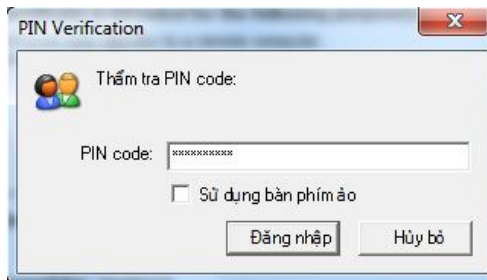 PIN Verification
Thẩm tra PIN code:
PIN code: **********
Sử dụng bàn phím ảo
Đăng nhập Hủy bỏ